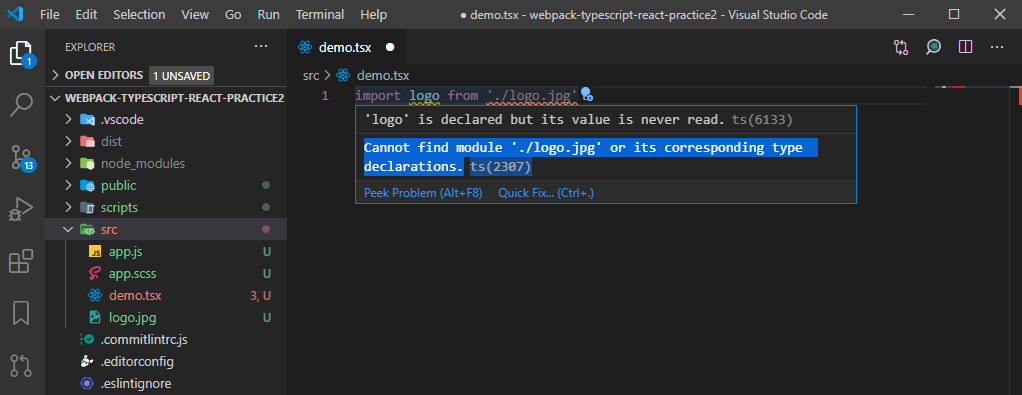 File Edit Selection View Go Run Terminal Help ● demo.tsx - webpack-typescript-react-practice2 - Visual Studio Code
EXPLORER
demo.tsx
OPEN EDITORS 1 UNSAVED
src > demo.tsx
WEBPACK-TYPESCRIPT-REACT-PRACTICE2
1 import logo from './logo.jpg'
.vscode
'logo' is declared but its value is never read. ts(6133)
dist
Cannot find module './logo.jpg' or its corresponding type
declarations. ts(2307)
node_modules
public
Peek Problem (Alt+F8) Quick Fix... (Ctrl+.)
scripts
src
JS app.js U
app.scss U
demo.tsx 3, U
logo.jpg U
.commitlintrc.js
.editorconfig
.eslintignore
1
13